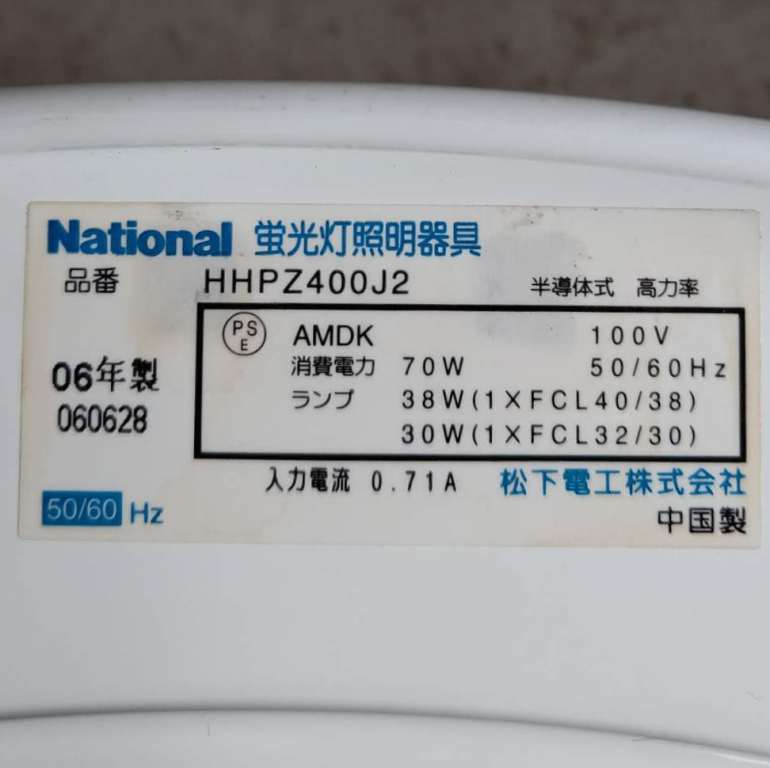 National 蛍光灯照明器具
品番 HHPZ400J2 半導体式 高力率
PS
E
AMDK 100V
消費電力 70W 50/60Hz
ランプ 38W(1×FCL40/38)
30W(1×FCL32/30)
06年製
060628
入力電流 0.71A 松下電工株式会社
50/60 Hz
中国製